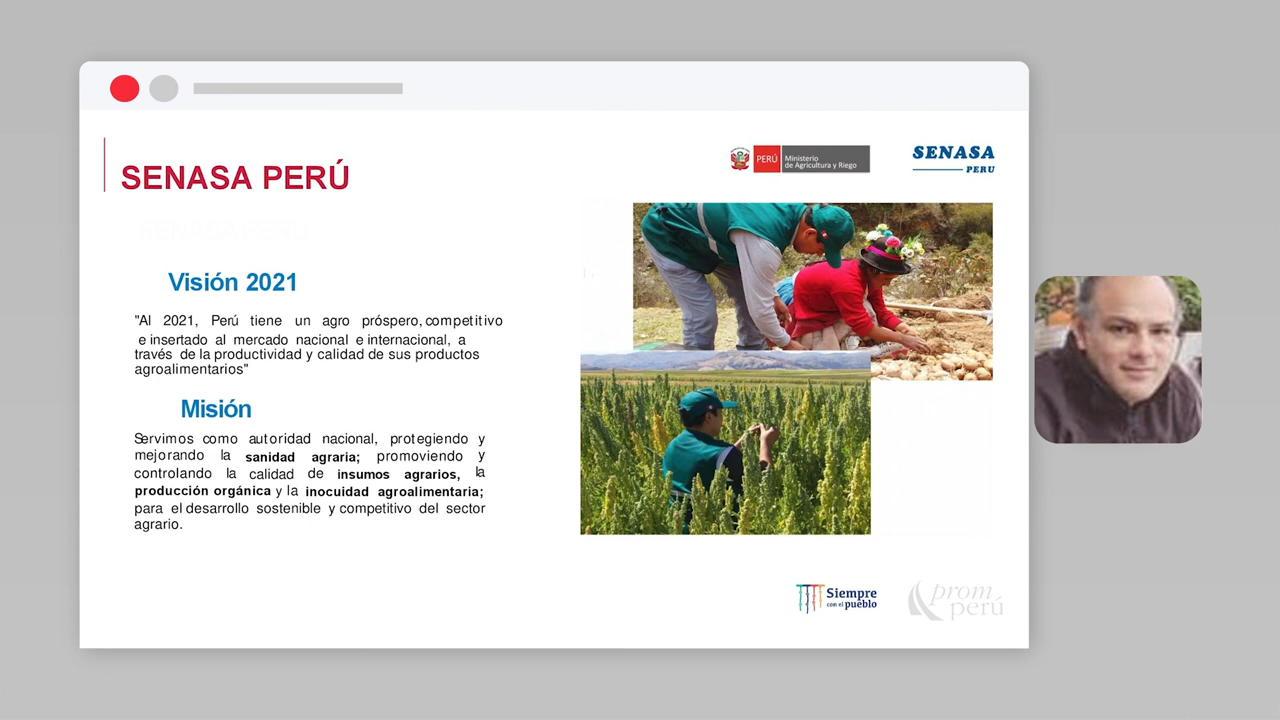 SENASA PERÚ
PERÚ
Ministerio
de Agricultura y Riego
SENASA
PERU
Visión 2021
"Al 2021, Perú tiene un agro próspero, competitivo
e insertado al mercado nacional e internacional, a
través de la productividad y calidad de sus productos
agroalimentarios"
Misión
Servimos como autoridad nacional, protegiendo y
mejorando la sanidad agraria; promoviendo y
controlando la calidad de insumos agrarios, la
producción orgánica y la inocuidad agroalimentaria;
para el desarrollo sostenible y competitivo del sector
agrario.
Siempre
con el pueblo
prom
perú